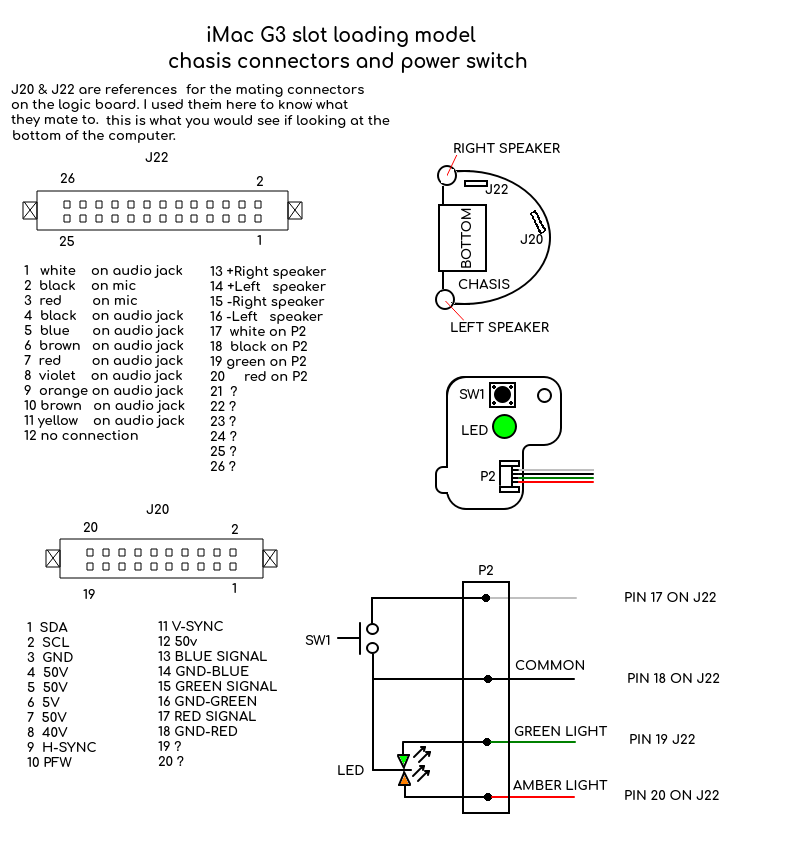 iMac G3 slot loading model
chasis connectors and power switch
J20 & J22 are references for the mating connectors
on the logic board. I used them here to know what
they mate to. this is what you would see if looking at the
bottom of the computer.
J22
26
2
25
1
1 white on audio jack
2 black on mic
3 red on mic
4 black on audio jack
5 blue on audio jack
6 brown on audio jack
7 red on audio jack
8 violet on audio jack
9 orange on audio jack
10 brown on audio jack
11 yellow on audio jack
12 no connection
13 +Right speaker
14 +Left speaker
15 -Right speaker
16 -Left speaker
17 white on P2
18 black on P2
19 green on P2
20 red on P2
21 ?
22 ?
23 ?
24 ?
25 ?
26 ?
RIGHT SPEAKER
J22
BOTTOM
J20
CHASIS
LEFT SPEAKER
SW1
LED
P2
J20
20
2
19
1
1 SDA
2 SCL
3 GND
4 50V
5 50V
6 5V
7 50V
8 40V
9 H-SYNC
10 PFW
11 V-SYNC
12 50v
13 BLUE SIGNAL
14 GND-BLUE
15 GREEN SIGNAL
16 GND-GREEN
17 RED SIGNAL
18 GND-RED
19 ?
20 ?
P2
PIN 17 ON J22
SW1
COMMON
PIN 18 ON J22
GREEN LIGHT
PIN 19 J22
LED
AMBER LIGHT
PIN 20 ON J22